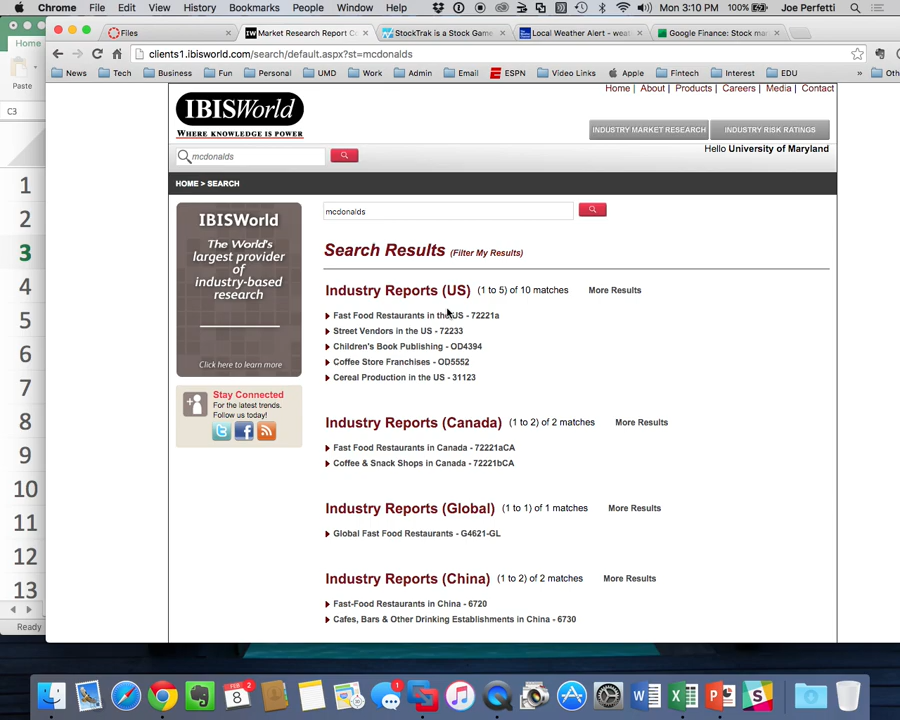 Chrome File Edit View History Bookmarks People Window Help 100% Mon 3:10 PM Joe Perfetti
Home
Paste
C3
1
2
3
4
5
6
7
8
9
10
11
12
13
Ready
Files
Market Research Report Co
StockTrak is a Stock Game
Local Weather Alert - weat
Google Finance: Stock mar
clients1.ibisworld.com/search/default.aspx?st=mcdonalds
News Tech Business Fun Personal UMD Work Admin Email ESPN Video Links Apple Fintech Interest EDU » Oth
Home | About | Products | Careers | Media | Contact
IBISWorld
WHERE KNOWLEDGE IS POWER
INDUSTRY MARKET RESEARCH INDUSTRY RISK RATINGS
Hello University of Maryland
mcdonalds
HOME > SEARCH
IBISWorld
The World's
largest provider
of
industry-based
research
Click here to learn more
Stay Connected
For the latest trends.
Follow us today!
mcdonalds
Search Results (Filter My Results)
Industry Reports (US) (1 to 5) of 10 matches More Results
Fast Food Restaurants in the US - 72221a
Street Vendors in the US - 72233
Children's Book Publishing - OD4394
Coffee Store Franchises - OD5552
Cereal Production in the US - 31123
Industry Reports (Canada) (1 to 2) of 2 matches More Results
Fast Food Restaurants in Canada - 72221aCA
Coffee & Snack Shops in Canada - 72221bCA
Industry Reports (Global) (1 to 1) of 1 matches More Results
Global Fast Food Restaurants - G4621-GL
Industry Reports (China) (1 to 2) of 2 matches More Results
Fast-Food Restaurants in China - 6720
Cafes, Bars & Other Drinking Establishments in China - 6730
FEB
8
2
1